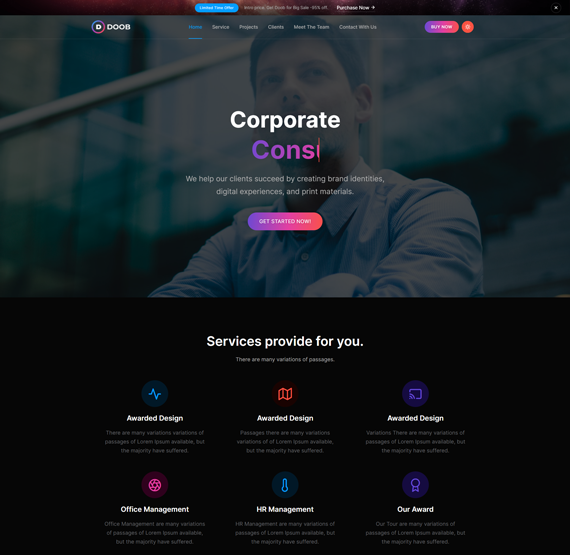 Limited Time Offer
intro price. Get Doob for Big Sale -95% off.
Purchase Now →
D DOOB
Home Service Projects Clients Meet The Team Contact With Us
BUY NOW
Corporate
Cons
We help our clients succeed by creating brand identities,
digital experiences, and print materials.
GET STARTED NOW!
Services provide for you.
There are many variations of passages.
Awarded Design
There are many variations variations of
passages of Lorem Ipsum available, but
the majority have suffered.
Awarded Design
Passages there are many variations
variations of of Lorem Ipsum available,
but the majority have suffered.
Awarded Design
Variations There are many variations of
passages of Lorem Ipsum available, but
the majority have suffered.
Office Management
Office Management are many variations
of passages of Lorem Ipsum available,
but the majority have suffered.
HR Management
HR Management are many variations of
passages of Lorem Ipsum available, but
the majority have suffered.
Our Award
Our Tour are many variations of
passages of Lorem Ipsum available, but
the majority have suffered.